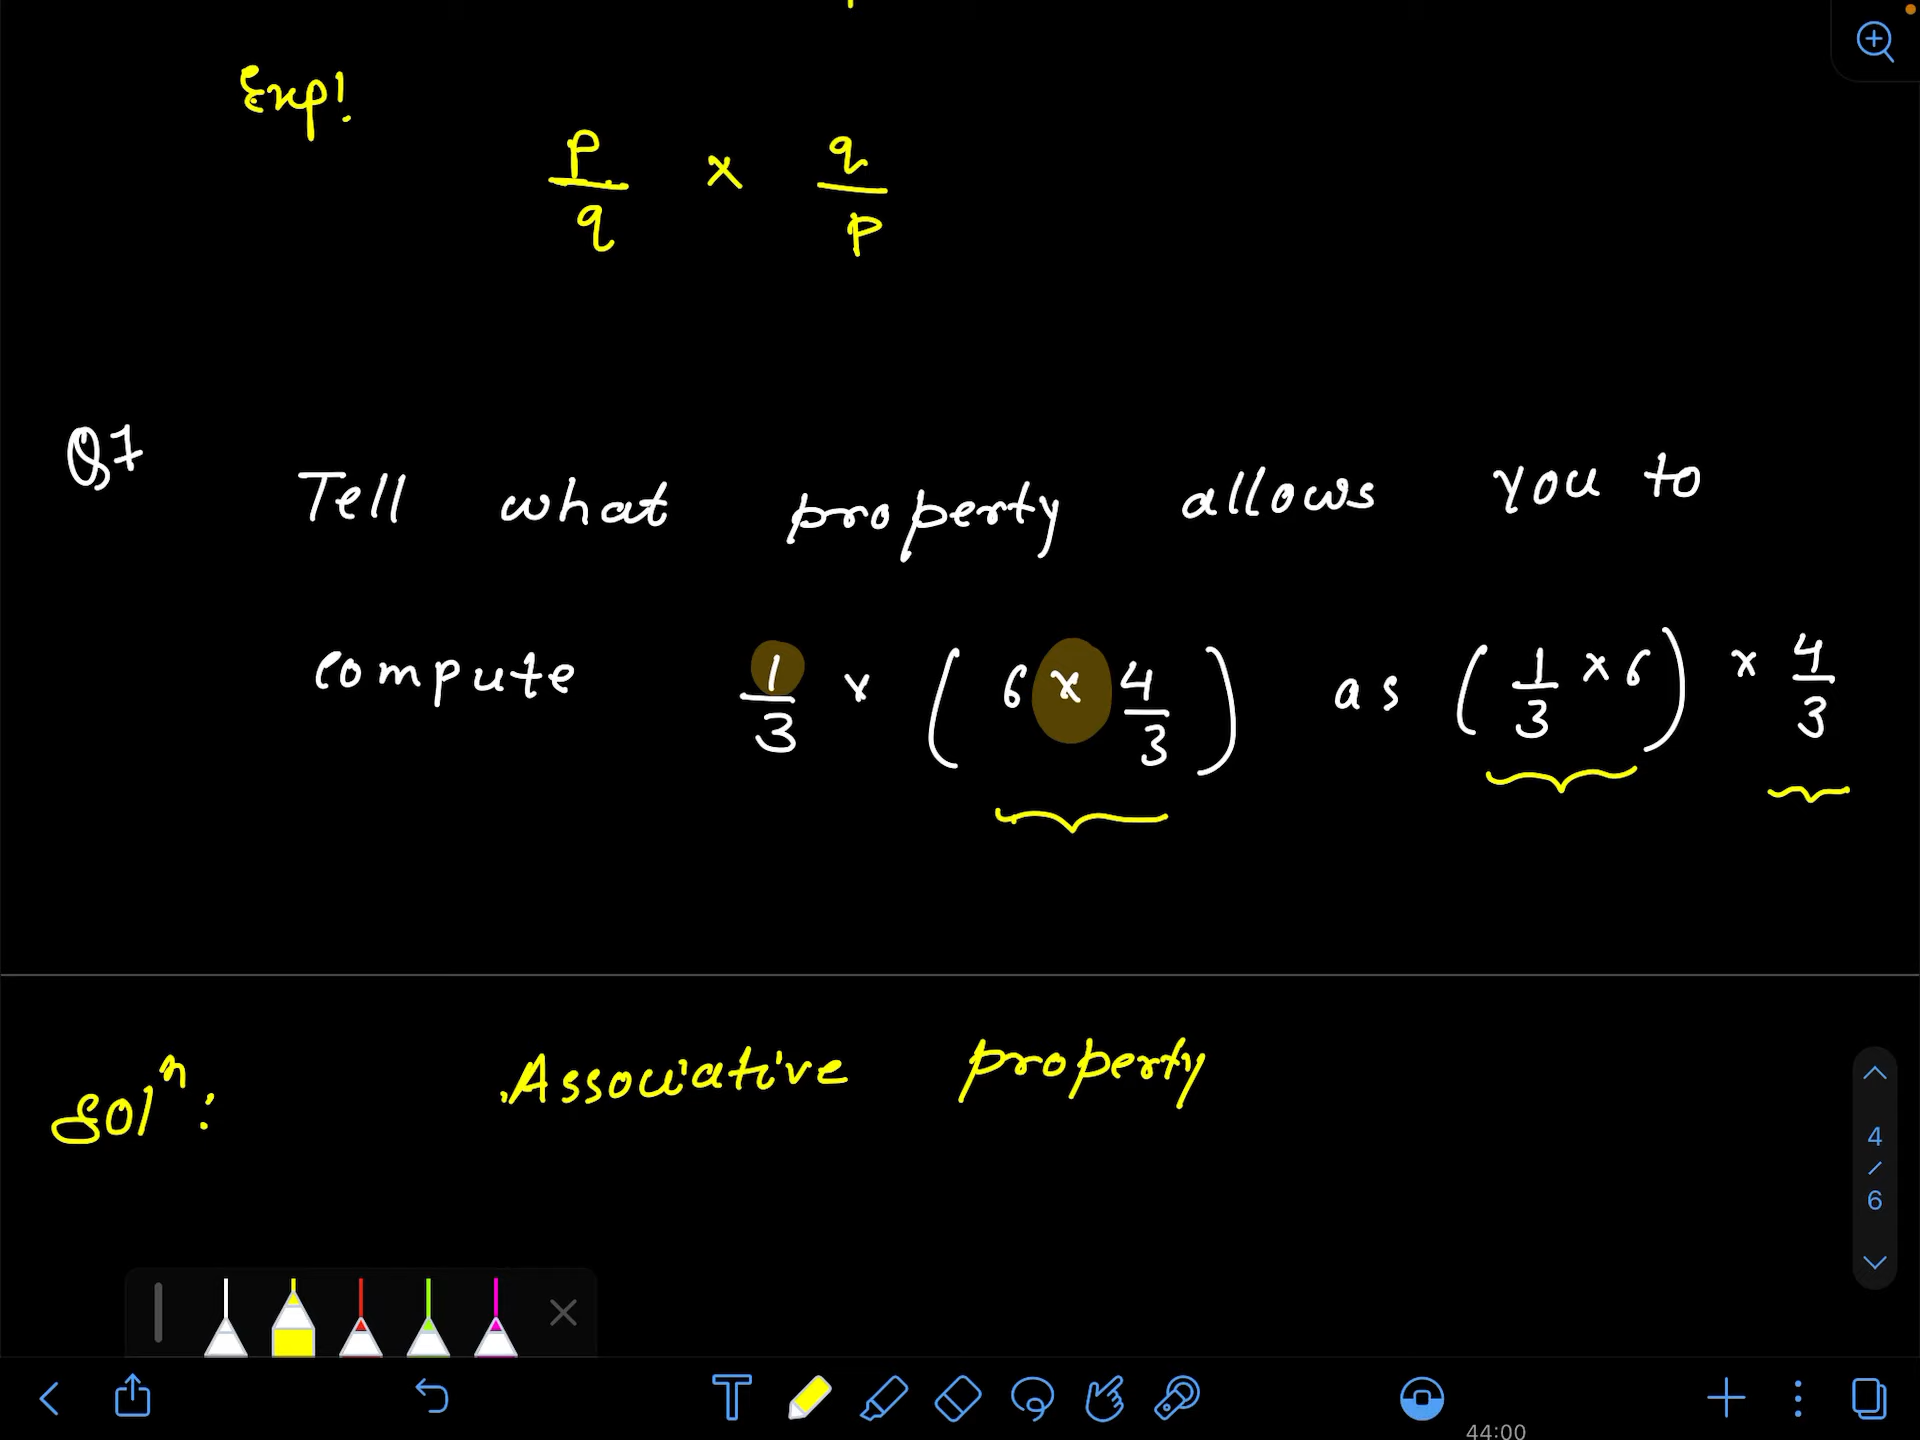 Exp!
p/q x q/p
Q7 Tell what property allows you to
compute 1/3 x (6 x 4/3) as (1/3 x 6) x 4/3
Solⁿ: Associative property
4
/
6
44:00